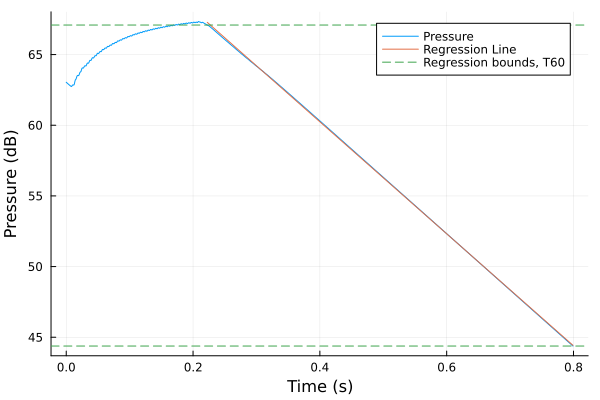 Pressure
Regression Line
Regression bounds, T60
Pressure (dB)
65
60
55
50
45
0.0 0.2 0.4 0.6 0.8
Time (s)